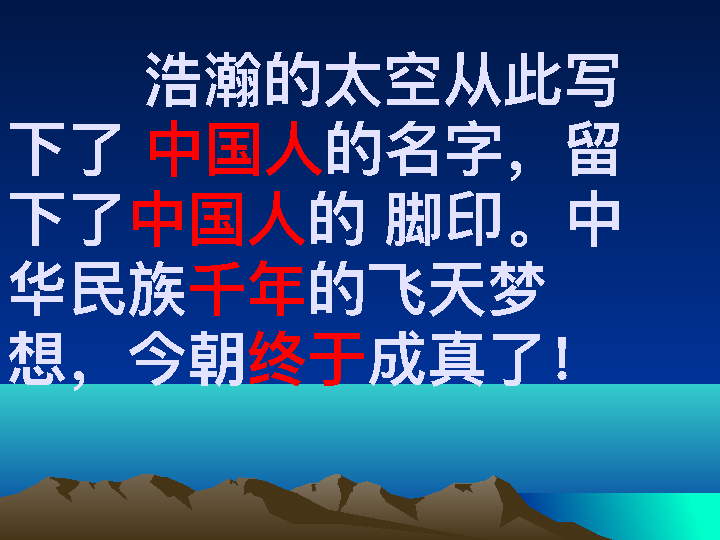 浩瀚的太空从此写
下了 中国人的名字，留
下了中国人的 脚印。中
华民族千年的飞天梦
想，今朝终于成真了！